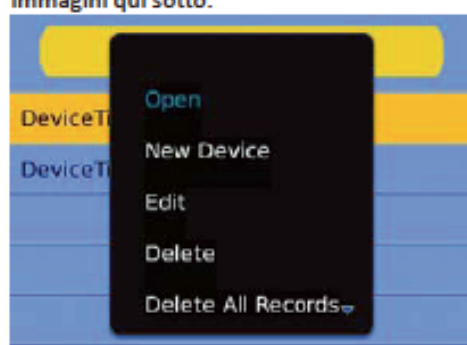 immagini qui sotto.
Open
DeviceTi
New Device
DeviceTi
Edit
Delete
Delete All Records